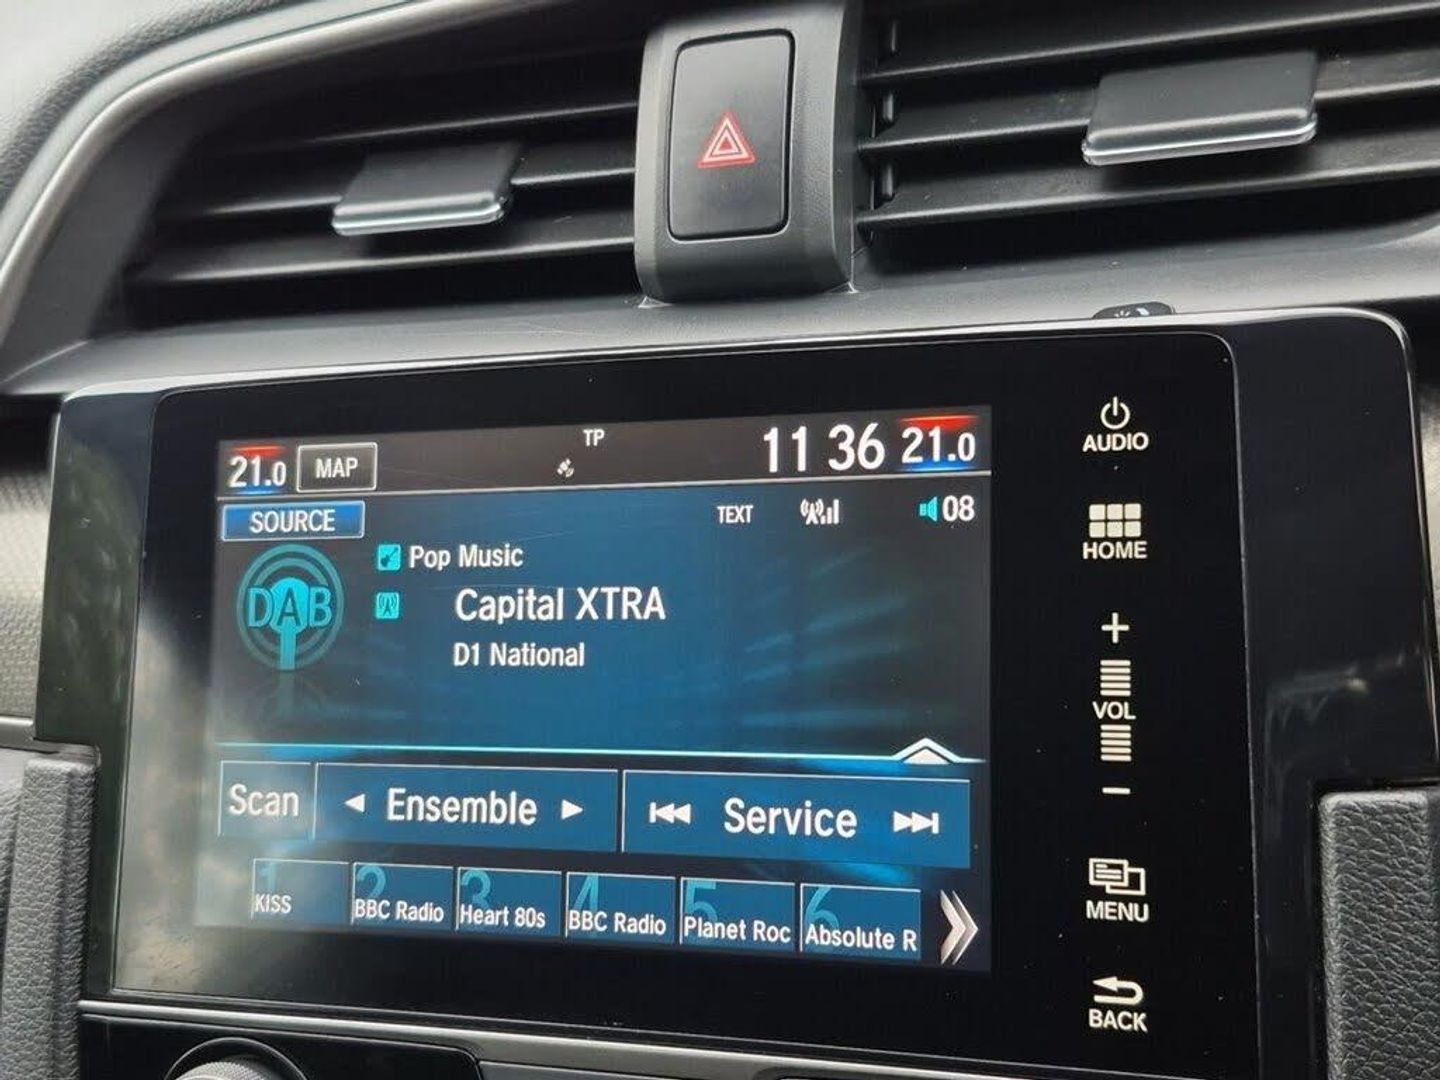 21.0 MAP TP 11 36 21.0
SOURCE TEXT 08
DAB
Pop Music
Capital XTRA
D1 National
Scan Ensemble Service
1 KISS
2 BBC Radio
3 Heart 80s
4 BBC Radio
5 Planet Roc
6 Absolute R
AUDIO
HOME
+
VOL
−
MENU
BACK